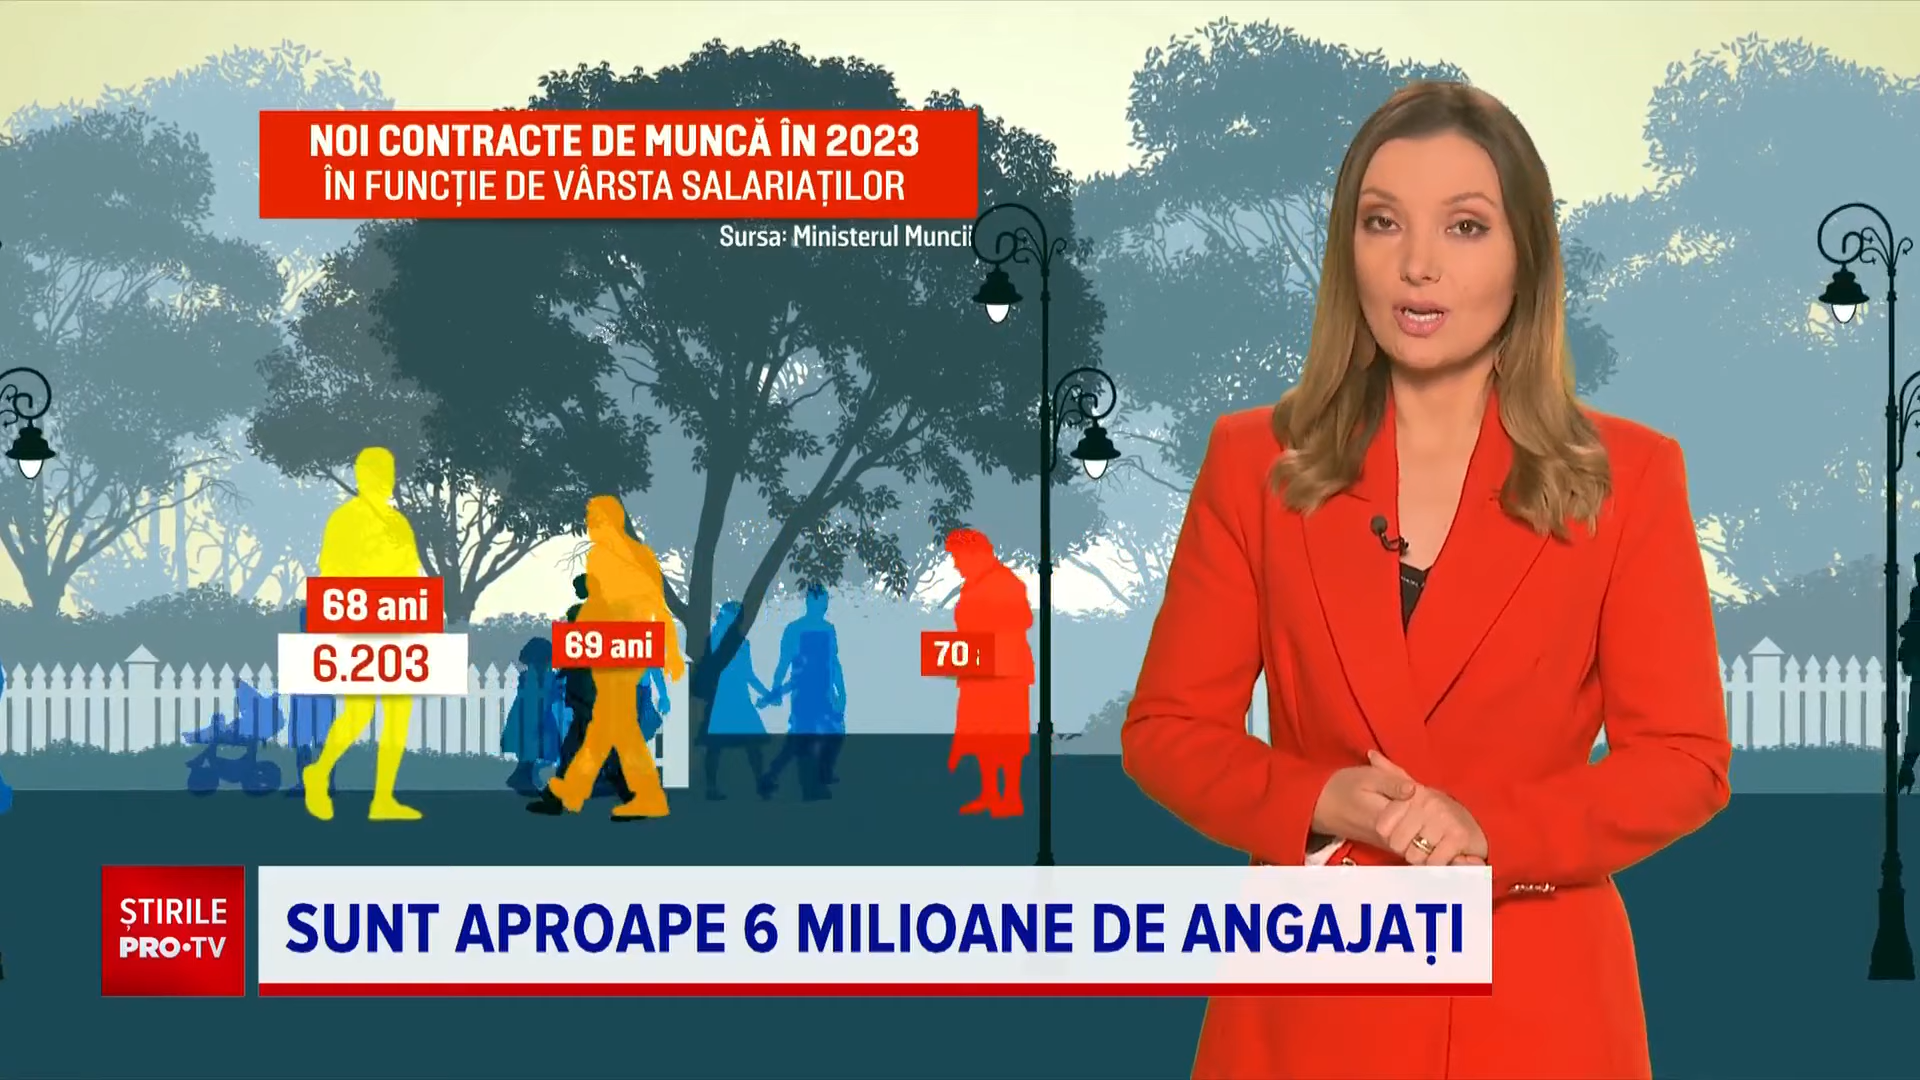 NOI CONTRACTE DE MUNCĂ ÎN 2023
ÎN FUNCȚIE DE VÂRSTA SALARIAȚILOR
Sursa: Ministerul Muncii
68 ani
6.203
69 ani
70
ȘTIRILE
PRO•TV
SUNT APROAPE 6 MILIOANE DE ANGAJAȚI